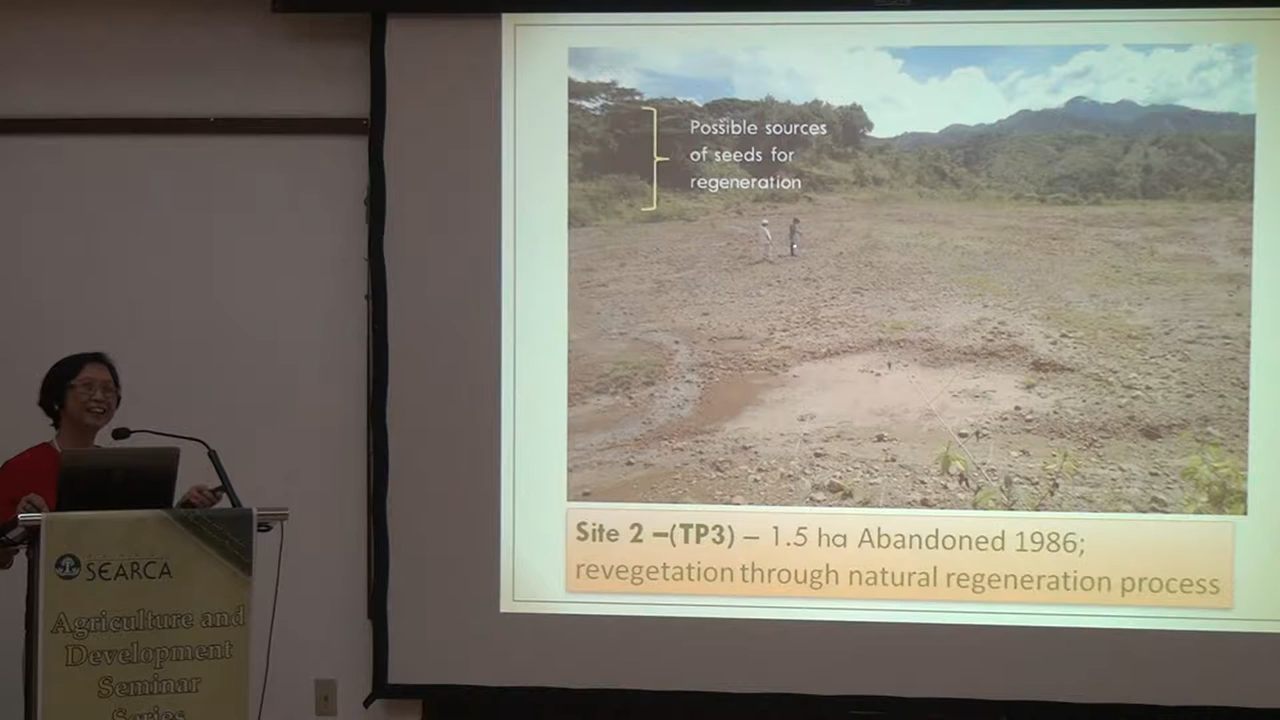 Possible sources
of seeds for
regeneration
Site 2 –(TP3) – 1.5 ha Abandoned 1986;
revegetation through natural regeneration process
SEARCA
Agriculture and
Development
Seminar
Series